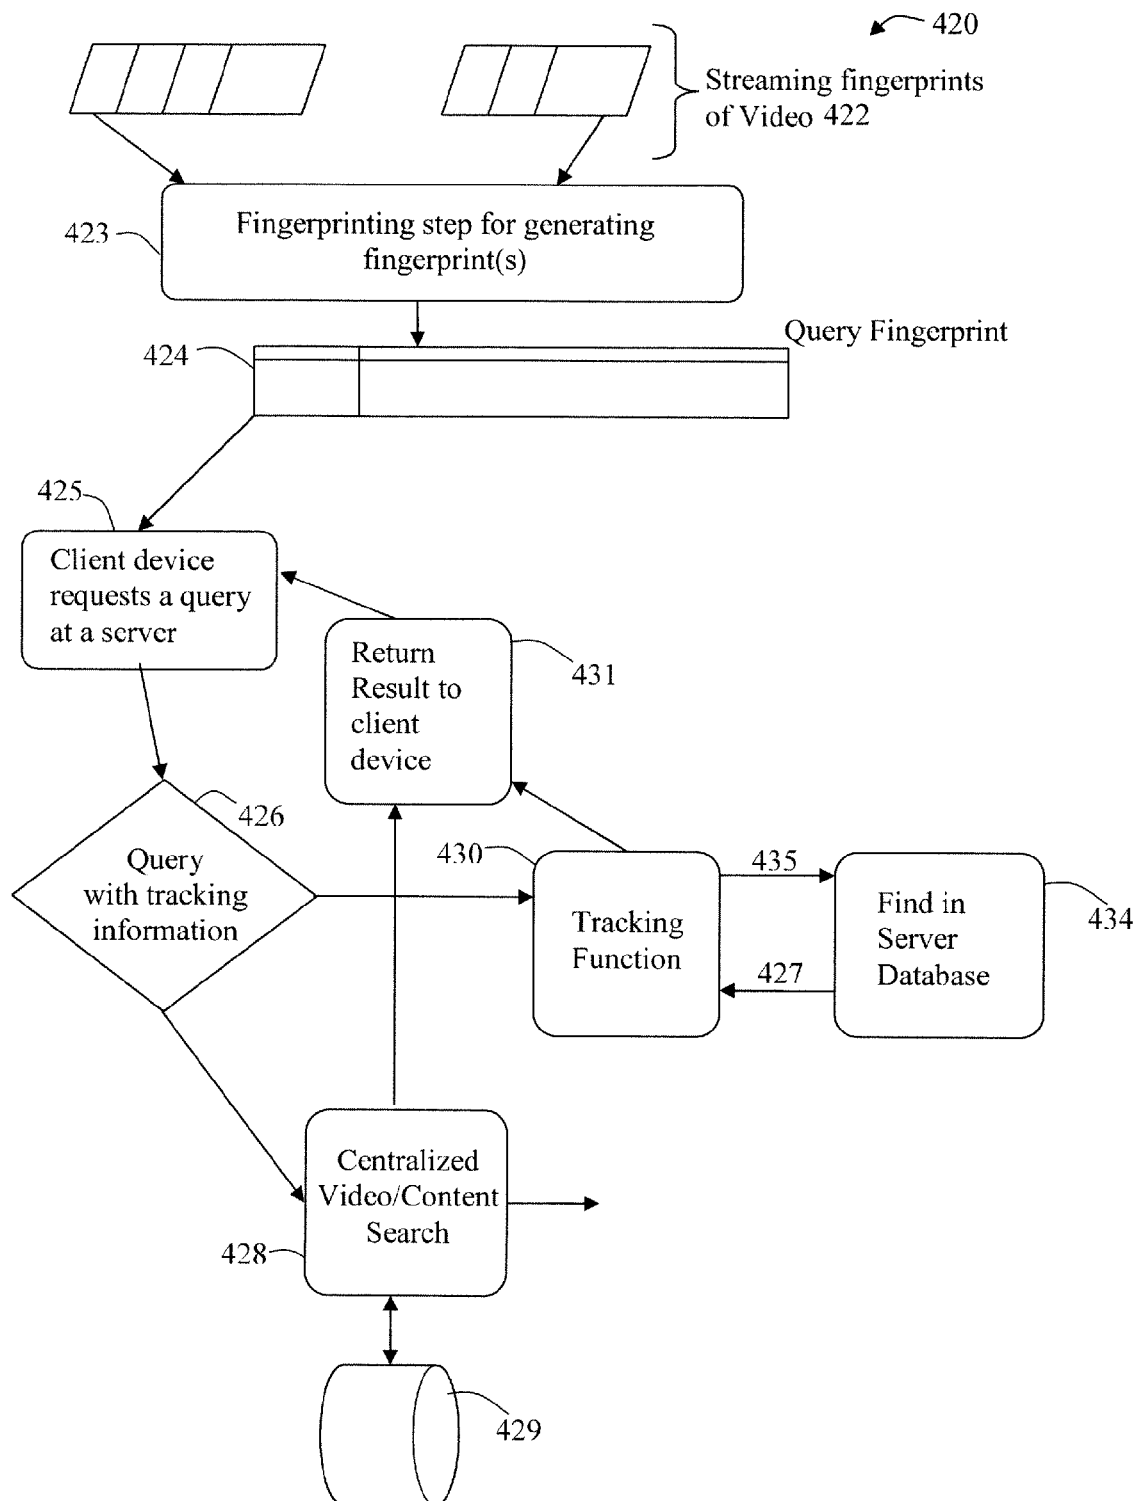 420
Streaming fingerprints
of Video 422
423
Fingerprinting step for generating
fingerprint(s)
Query Fingerprint
424
425
Client device
requests a query
at a server
Return
Result to
client
device
431
426
Query
with tracking
information
430
Tracking
Function
435
427
Find in
Server
Database
434
Centralized
Video/Content
Search
428
429